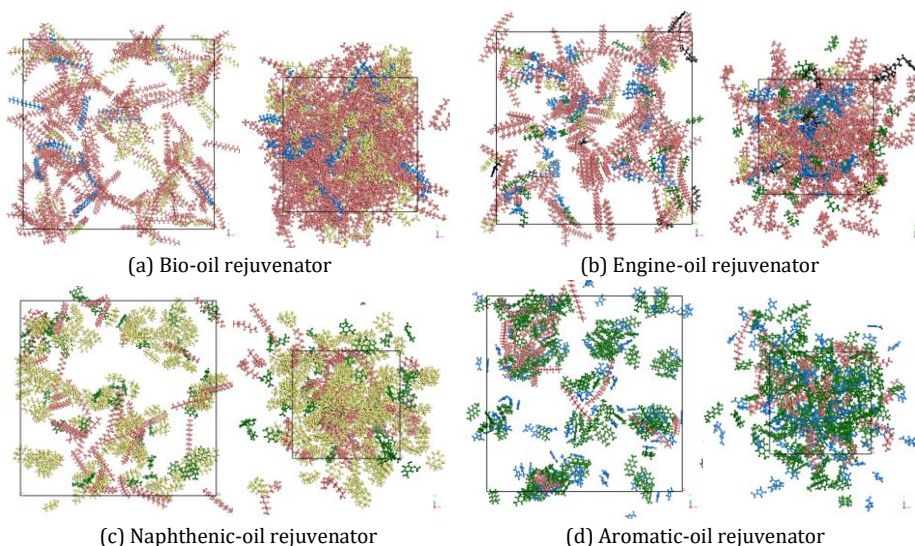 (a) Bio-oil rejuvenator
(b) Engine-oil rejuvenator
(c) Naphthenic-oil rejuvenator
(d) Aromatic-oil rejuvenator